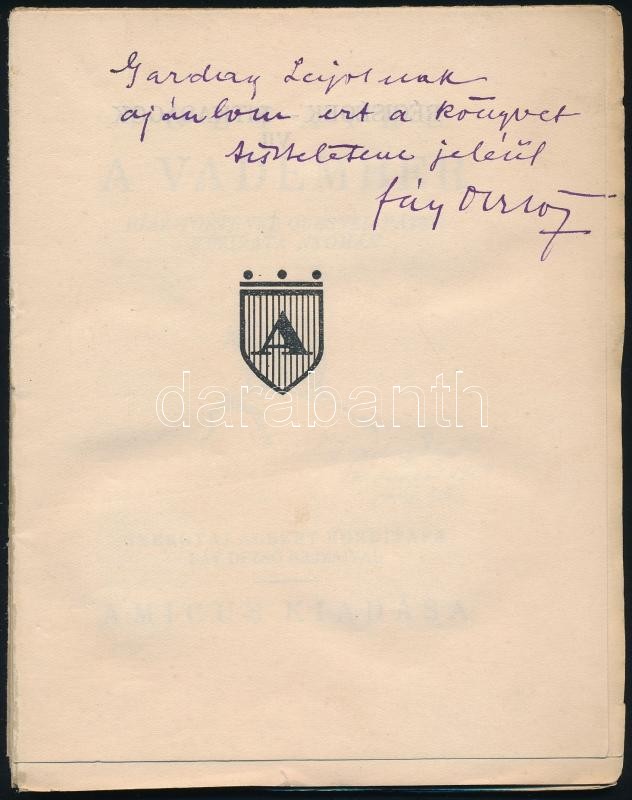 Garday Lajosnak
ajánlom ezt a könyvet
tiszteletem jeléül
Fáy Dezső
A VADEMBER
A
darabanth
AMICUS KIADÁSA